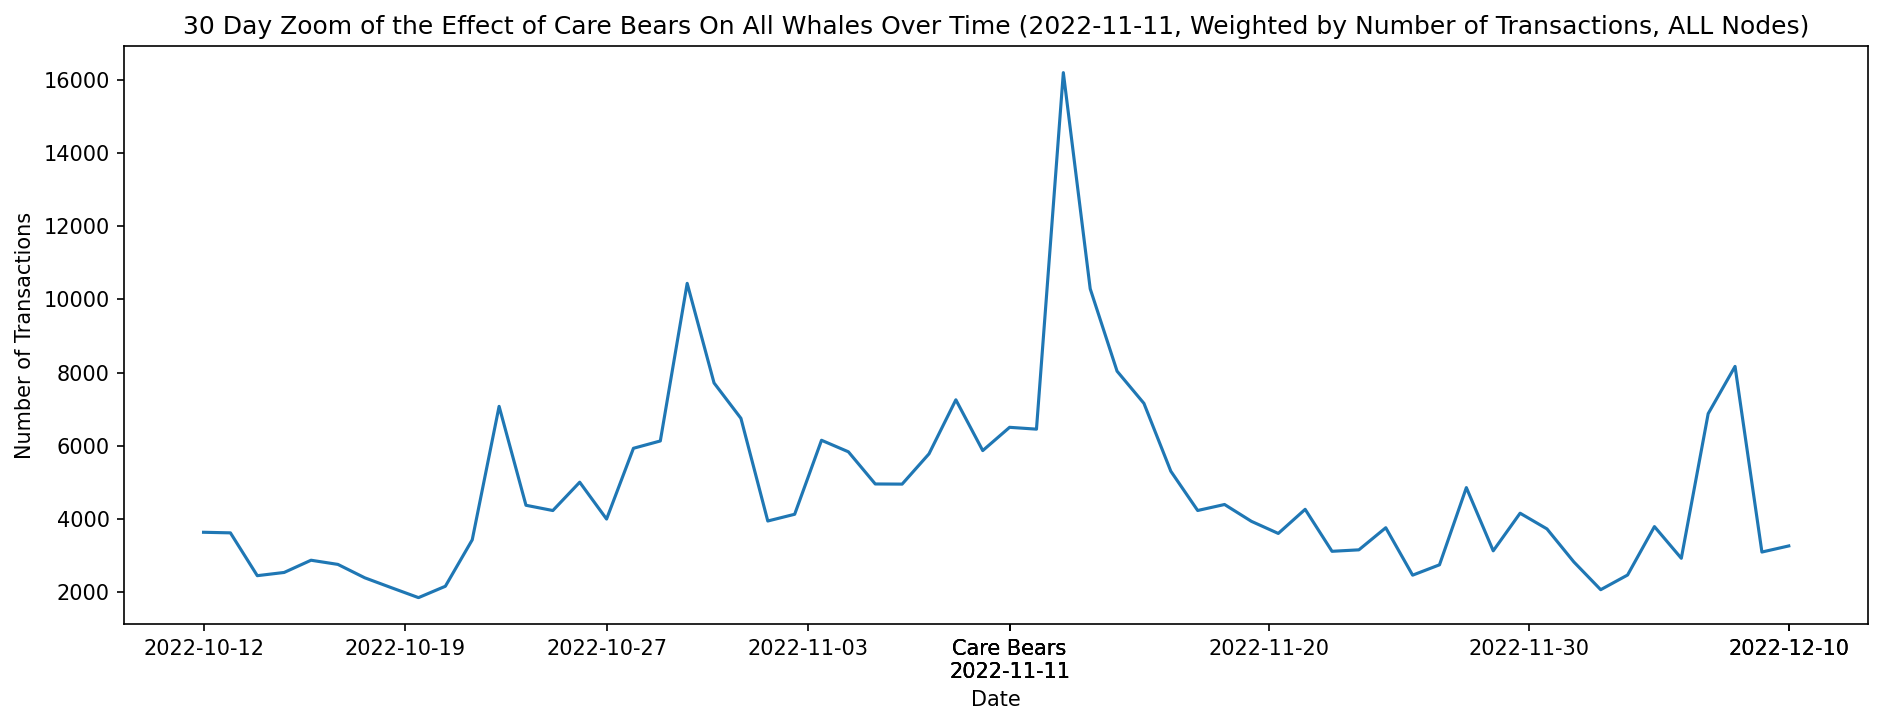 30 Day Zoom of the Effect of Care Bears On All Whales Over Time (2022-11-11, Weighted by Number of Transactions, ALL Nodes)
16000
14000
12000
10000
8000
6000
4000
2000
Number of Transactions
2022-10-12 2022-10-19 2022-10-27 2022-11-03 Care Bears 2022-11-20 2022-11-30 2022-12-10
2022-11-11
Date